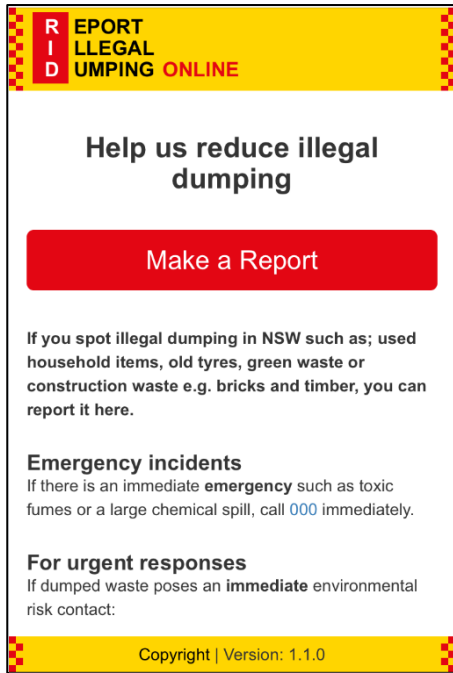 REPORT
ILLEGAL
DUMPING ONLINE
Help us reduce illegal
dumping
Make a Report
If you spot illegal dumping in NSW such as; used
household items, old tyres, green waste or
construction waste e.g. bricks and timber, you can
report it here.
Emergency incidents
If there is an immediate emergency such as toxic
fumes or a large chemical spill, call 000 immediately.
For urgent responses
If dumped waste poses an immediate environmental
risk contact:
Copyright | Version: 1.1.0